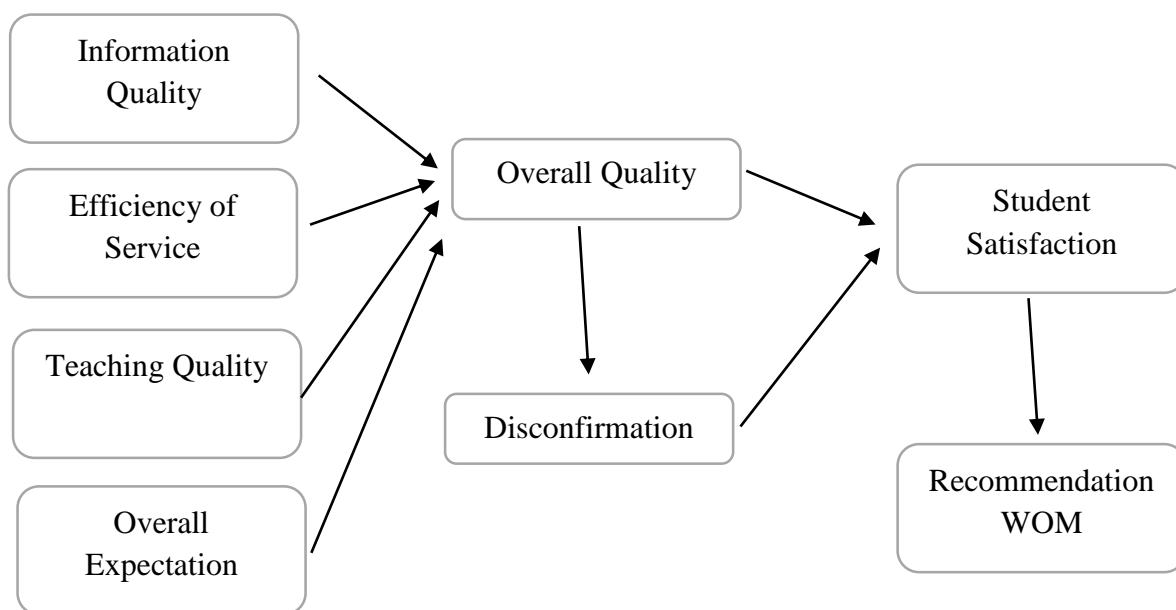 Information
Quality
Efficiency of
Service
Teaching Quality
Overall
Expectation
Overall Quality
Disconfirmation
Student
Satisfaction
Recommendation
WOM